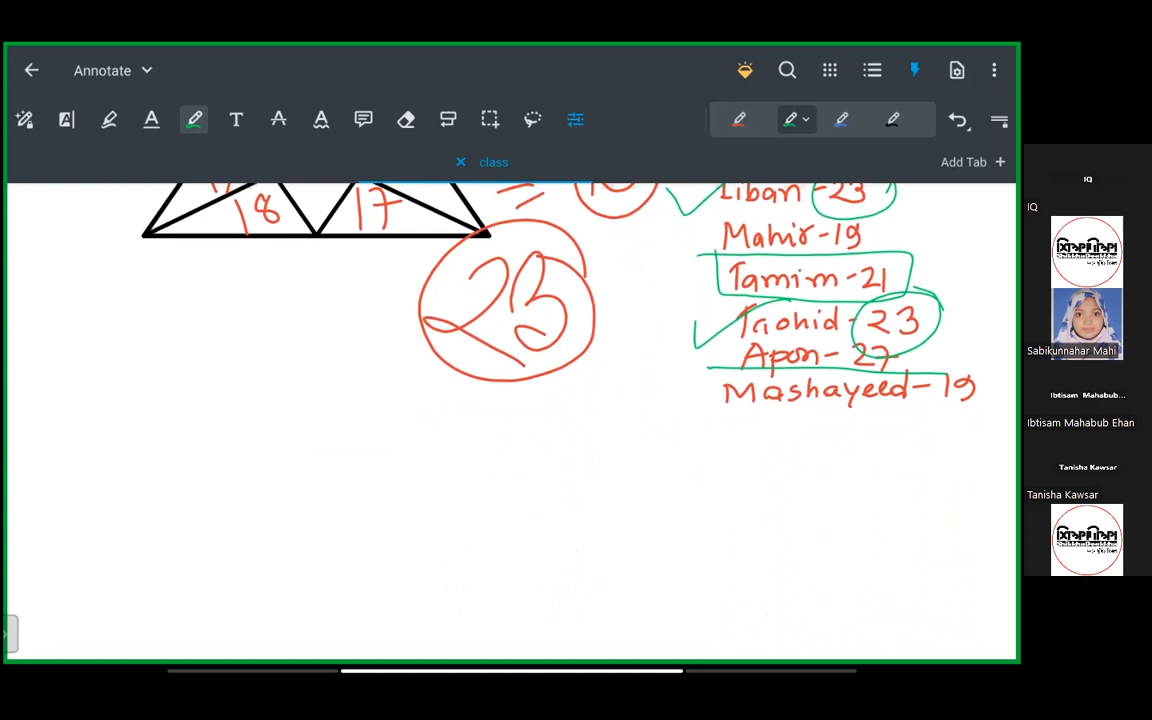 Annotate
class
Add Tab
18 17
Liban - 23
Mahir - 19
Tamim - 21
Taohid - 23
Apon - 27
Mashayeed - 19
23
IQ
IQ
Sabikunnahar Mahi
Ibtisam Mahabub...
Ibtisam Mahabub Ehan
Tanisha Kawsar
Tanisha Kawsar